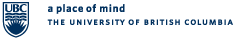 UBC
a place of mind
THE UNIVERSITY OF BRITISH COLUMBIA